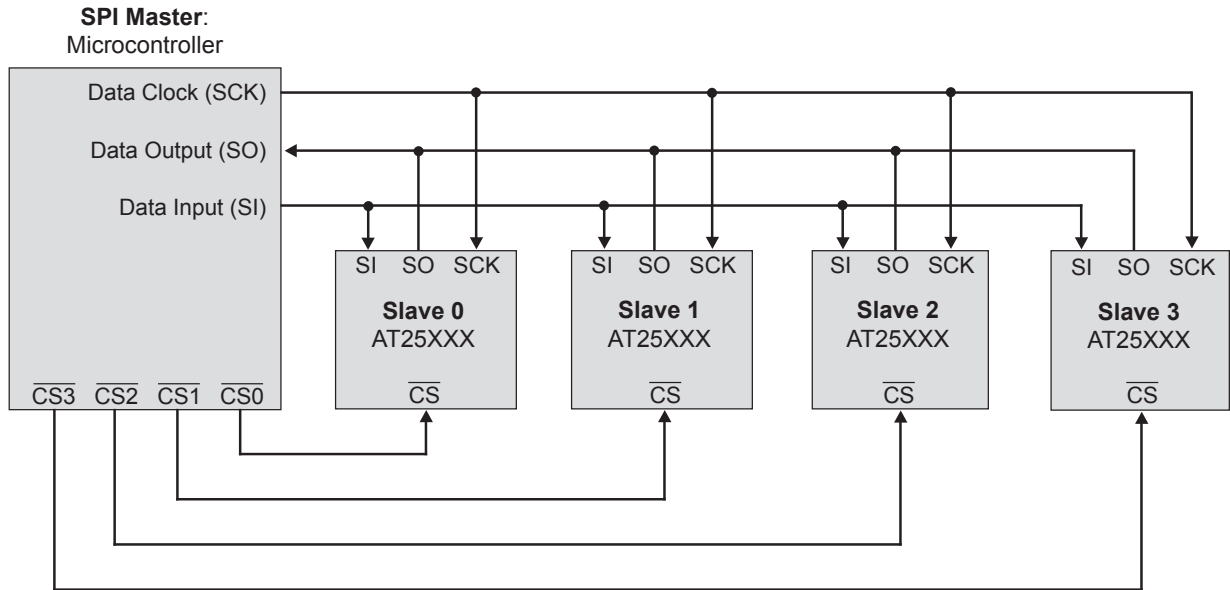 SPI Master:
Microcontroller
Data Clock (SCK)
Data Output (SO)
Data Input (SI)
CS3 CS2 CS1 CS0
SI SO SCK
Slave 0
AT25XXX
CS
SI SO SCK
Slave 1
AT25XXX
CS
SI SO SCK
Slave 2
AT25XXX
CS
SI SO SCK
Slave 3
AT25XXX
CS